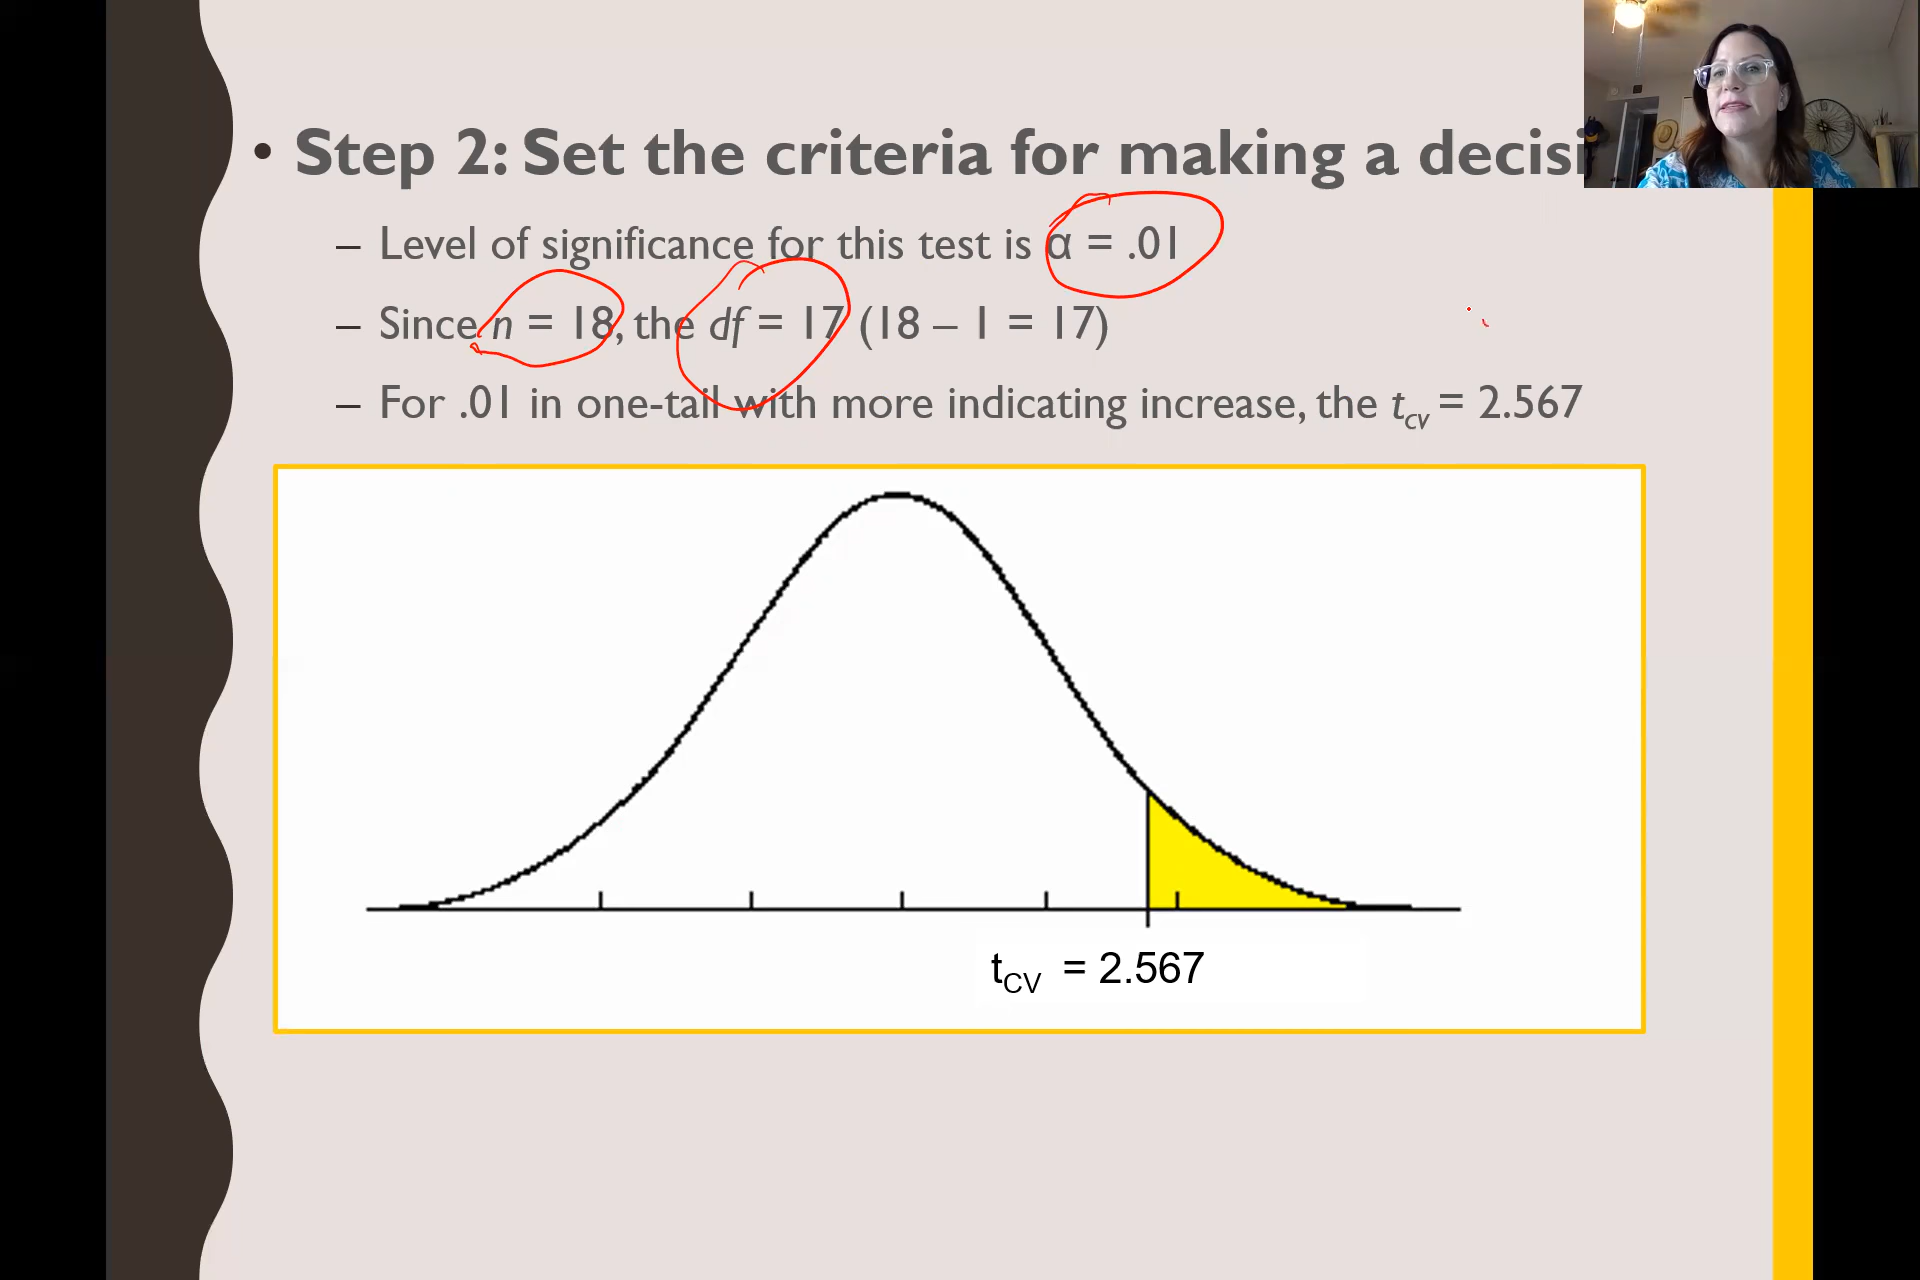 • Step 2: Set the criteria for making a decisi
– Level of significance for this test is α = .01
– Since n = 18, the df = 17 (18 – 1 = 17)
– For .01 in one-tail with more indicating increase, the tcv = 2.567
tCV = 2.567